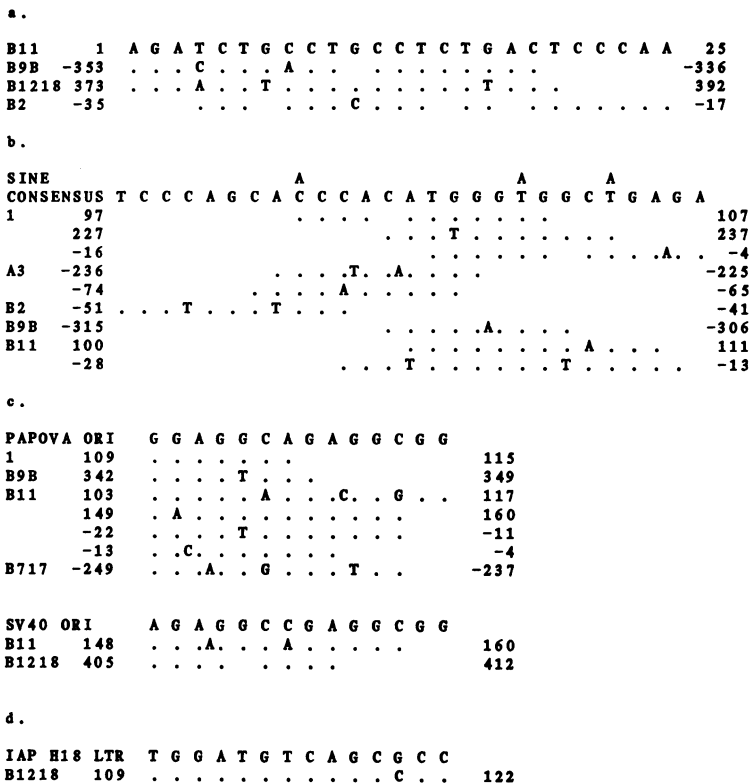 a.
B11 1 A G A T C T G C C T G C C T C T G A C T C C C A A 25
B9B -353 . . . C . . . A . . . . . . . . . -336
B1218 373 . . . A . . T . . . . . . . . . T . . . 392
B2 -35 . . . . . . C . . . . . . . . . . . -17
b.
SINE A A A
CONSENSUS T C C C A G C A C C C A C A T G G G T G G C T G A G A
1 97 . . . . . . . . . . . 107
227 . . . T . . . . . . . 237
-16 . . . . . . . . . . A . . -4
A3 -236 . . . . T . . A . . . . -225
-74 . . . . A . . . . . -65
B2 -51 . . . T . . . T . . . -41
B9B -315 . . . . . A . . . . -306
B11 100 . . . . . . . . A . . . 111
-28 . . . T . . . . . . T . . . . . -13
c.
PAPOVA ORI G G A G G C A G A G G C G G
1 109 . . . . . . . 115
B9B 342 . . . . T . . . 349
B11 103 . . . . . A . . . C . . G . . 117
149 . A . . . . . . . . . . 160
-22 . . . . T . . . . . . . -11
-13 . . C . . . . . . . -4
B717 -249 . . . A . . G . . . T . . -237
SV40 ORI A G A G G C C G A G G C G G
B11 148 . . . A . . . A . . . . . 160
B1218 405 . . . . . . . . 412
d.
IAP H18 LTR T G G A T G T C A G C G C C
B1218 109 . . . . . . . . . . . C . . 122